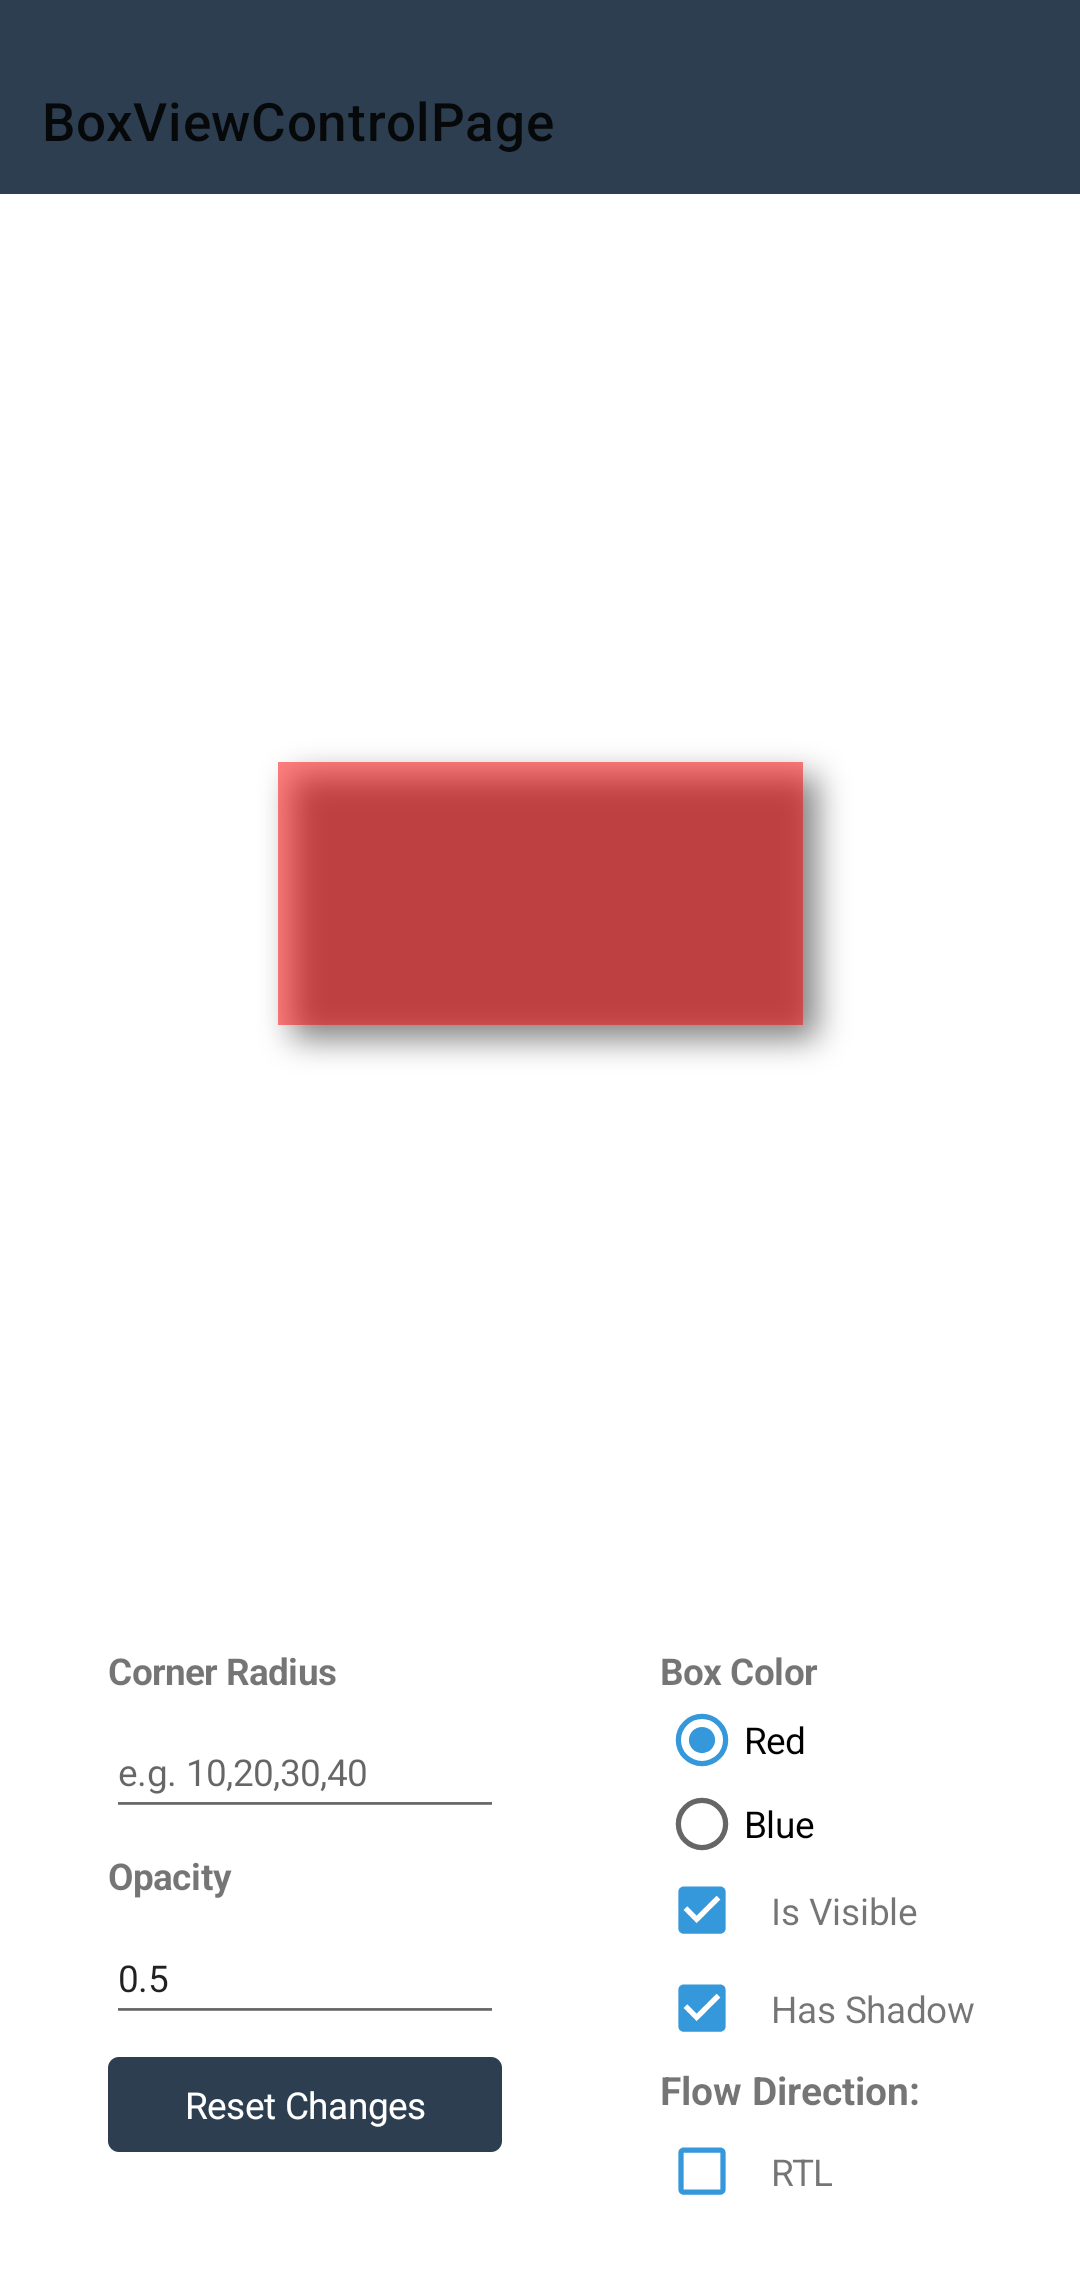 BoxViewControlPage
Corner Radius
e.g. 10,20,30,40
Opacity
0.5
Reset Changes
Box Color
Red
Blue
Is Visible
Has Shadow
Flow Direction:
RTL